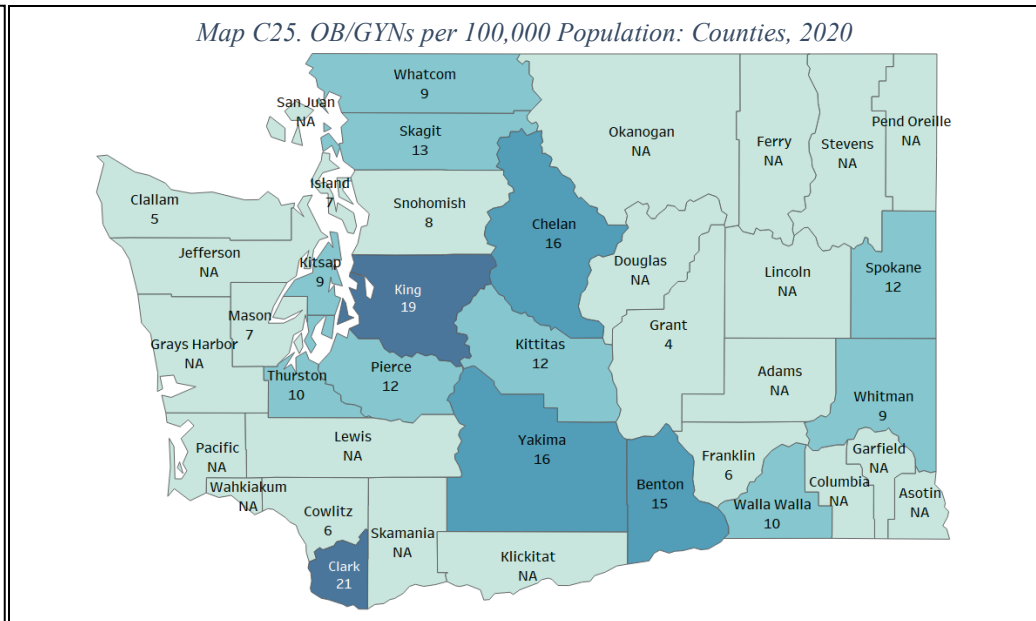 Map C25. OB/GYNs per 100,000 Population: Counties, 2020
Whatcom
9
San Juan
NA
Skagit
13
Okanogan
NA
Ferry
NA
Stevens
NA
Pend Oreille
NA
Island
7
Clallam
5
Snohomish
8
Chelan
16
Jefferson
NA
Kitsap
9
Douglas
NA
Lincoln
NA
Spokane
12
King
19
Mason
7
Grays Harbor
NA
Grant
4
Kittitas
12
Pierce
12
Thurston
10
Adams
NA
Whitman
9
Lewis
NA
Yakima
16
Pacific
NA
Garfield
NA
Franklin
6
Benton
15
Columbia
NA
Wahkiakum
NA
Asotin
NA
Walla Walla
10
Cowlitz
6
Skamania
NA
Klickitat
NA
Clark
21